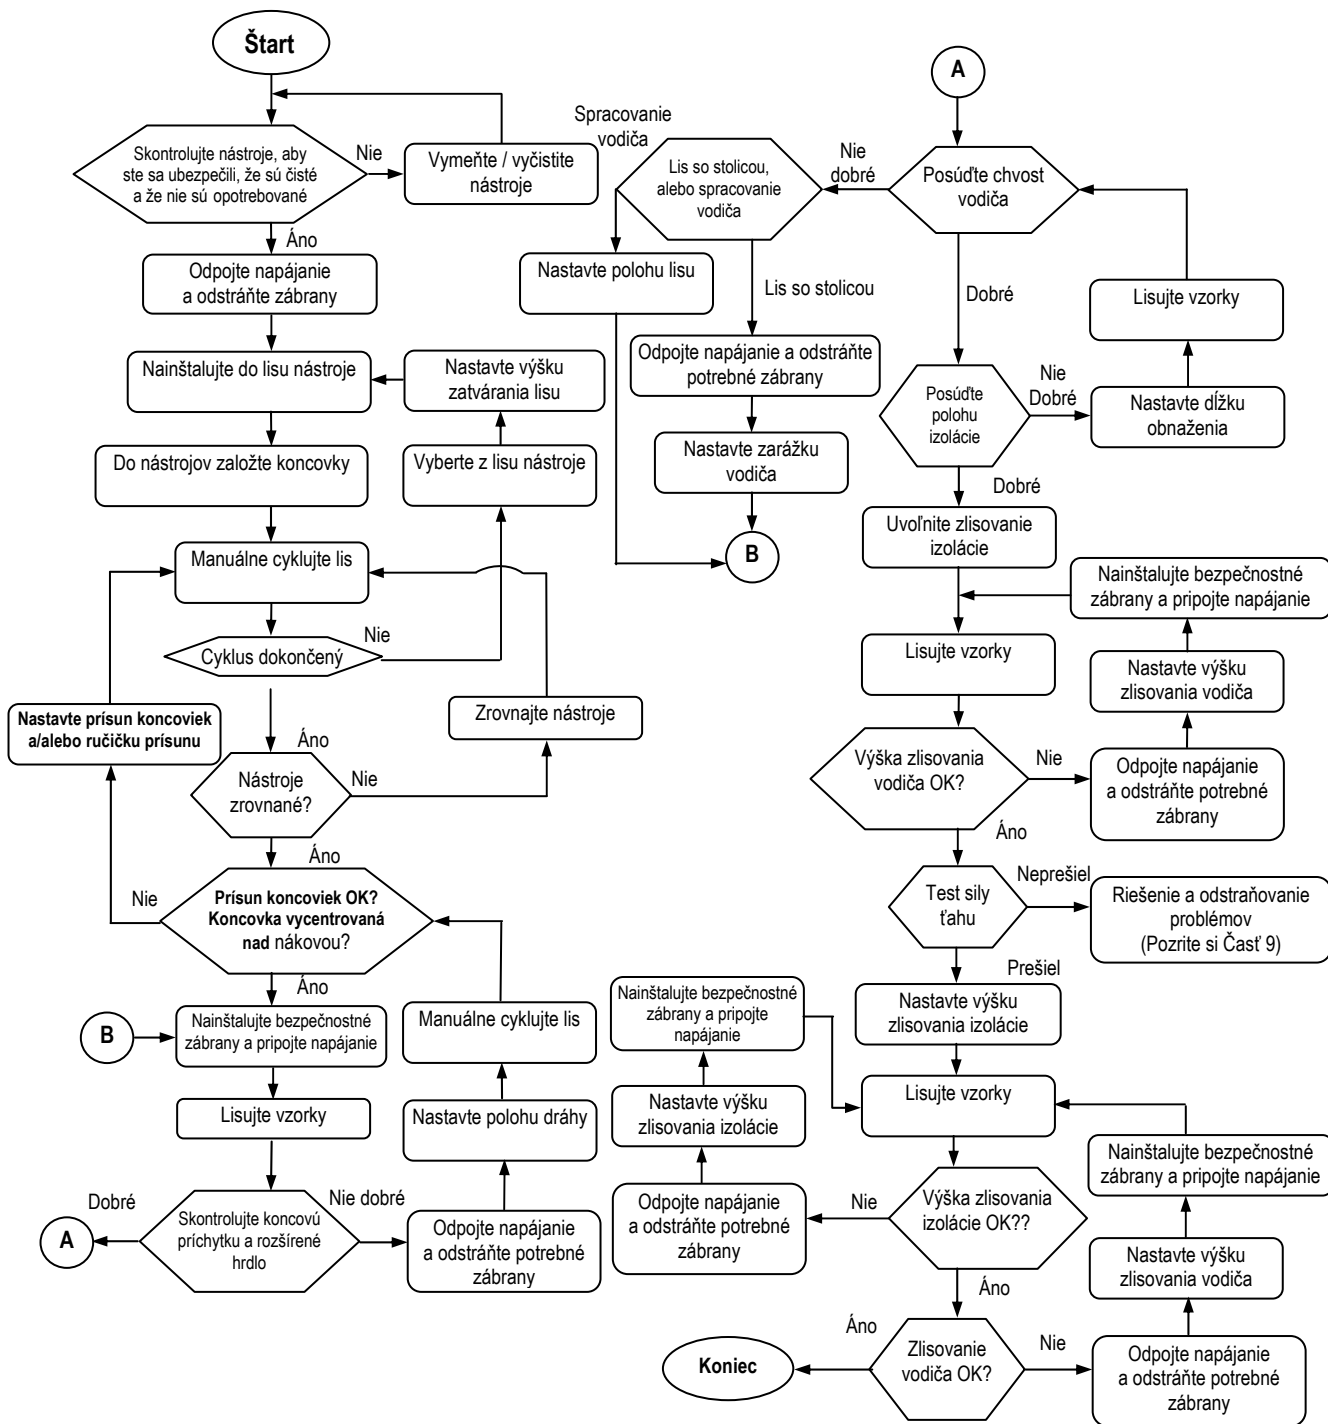 Štart
Skontrolujte nástroje, aby
ste sa ubezpečili, že sú čisté
a že nie sú opotrebované
Nie
Vymeňte / vyčistite
nástroje
Áno
Odpojte napájanie
a odstráňte zábrany
Nainštalujte do lisu nástroje
Nastavte výšku
zatvárania lisu
Do nástrojov založte koncovky
Vyberte z lisu nástroje
Manuálne cyklujte lis
Cyklus dokončený
Nie
Nastavte prísun koncoviek
a/alebo ručičku prísunu
Zrovnajte nástroje
Áno
Nástroje
zrovnané?
Nie
Áno
Nie
Prísun koncoviek OK?
Koncovka vycentrovaná
nad nákovou?
Áno
B
Nainštalujte bezpečnostné
zábrany a pripojte napájanie
Manuálne cyklujte lis
Lisujte vzorky
Nastavte polohu dráhy
Dobré
A
Skontrolujte koncovú
príchytku a rozšírené
hrdlo
Nie dobré
Odpojte napájanie
a odstráňte potrebné
zábrany
A
Posúďte chvost
vodiča
Nie
dobré
Spracovanie
vodiča
Lis so stolicou,
alebo spracovanie
vodiča
Nastavte polohu lisu
Lis so stolicou
Odpojte napájanie a odstráňte
potrebné zábrany
Nastavte zarážku
vodiča
B
Dobré
Lisujte vzorky
Posúďte
polohu
izolácie
Nie
Dobré
Nastavte dĺžku
obnaženia
Dobré
Uvoľnite zlisovanie
izolácie
Nainštalujte bezpečnostné
zábrany a pripojte napájanie
Lisujte vzorky
Nastavte výšku
zlisovania vodiča
Výška zlisovania
vodiča OK?
Nie
Odpojte napájanie
a odstráňte potrebné
zábrany
Áno
Test sily
ťahu
Neprešiel
Riešenie a odstraňovanie
problémov
(Pozrite si Časť 9)
Prešiel
Nastavte výšku
zlisovania izolácie
Nainštalujte bezpečnostné
zábrany a pripojte
napájanie
Lisujte vzorky
Nastavte výšku
zlisovania izolácie
Nainštalujte bezpečnostné
zábrany a pripojte napájanie
Odpojte napájanie
a odstráňte potrebné
zábrany
Nie
Výška zlisovania
izolácie OK??
Nastavte výšku
zlisovania vodiča
Áno
Koniec
Áno
Zlisovanie
vodiča OK?
Nie
Odpojte napájanie
a odstráňte potrebné
zábrany